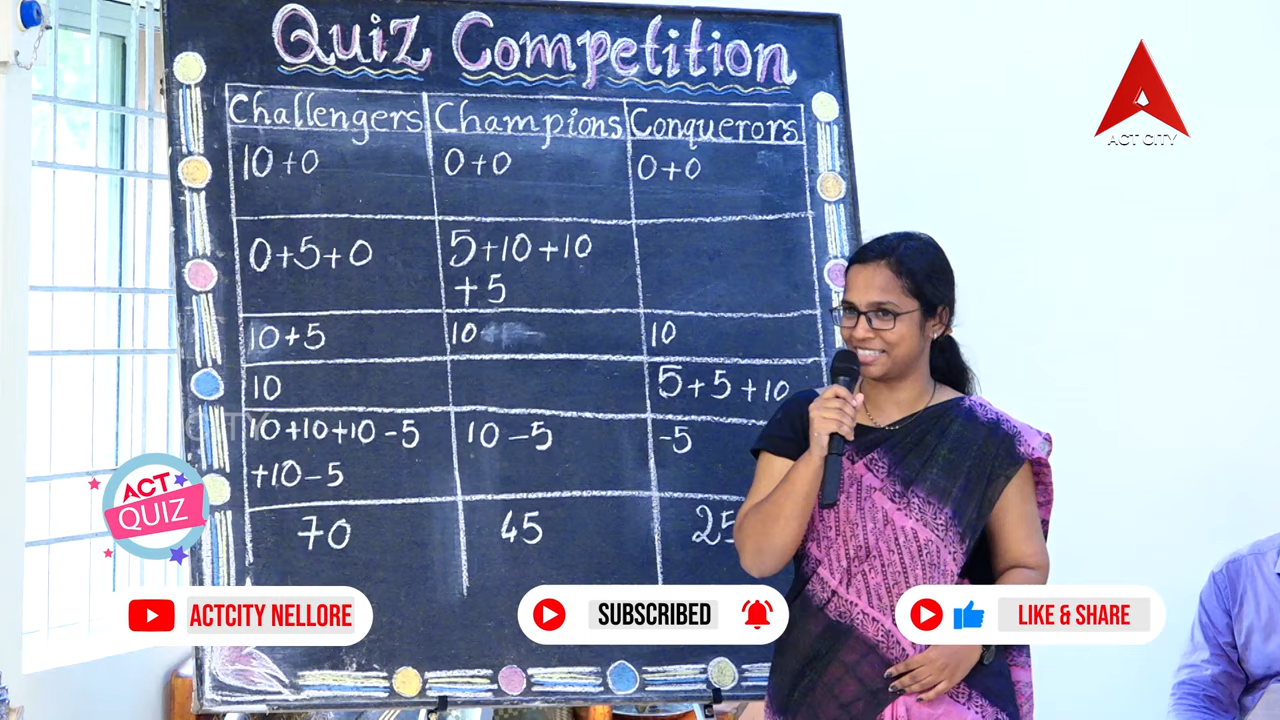 Quiz Competition
Challengers Champions Conquerors
10+0 0+0 0+0
0+5+0 5+10+10
+5
10+5 10 10
10 5+5+10
10+10+10-5 10-5 -5
+10-5
70 45 25
ACT CITY
CITY
ACT
QUIZ
ACTCITY NELLORE SUBSCRIBED LIKE & SHARE